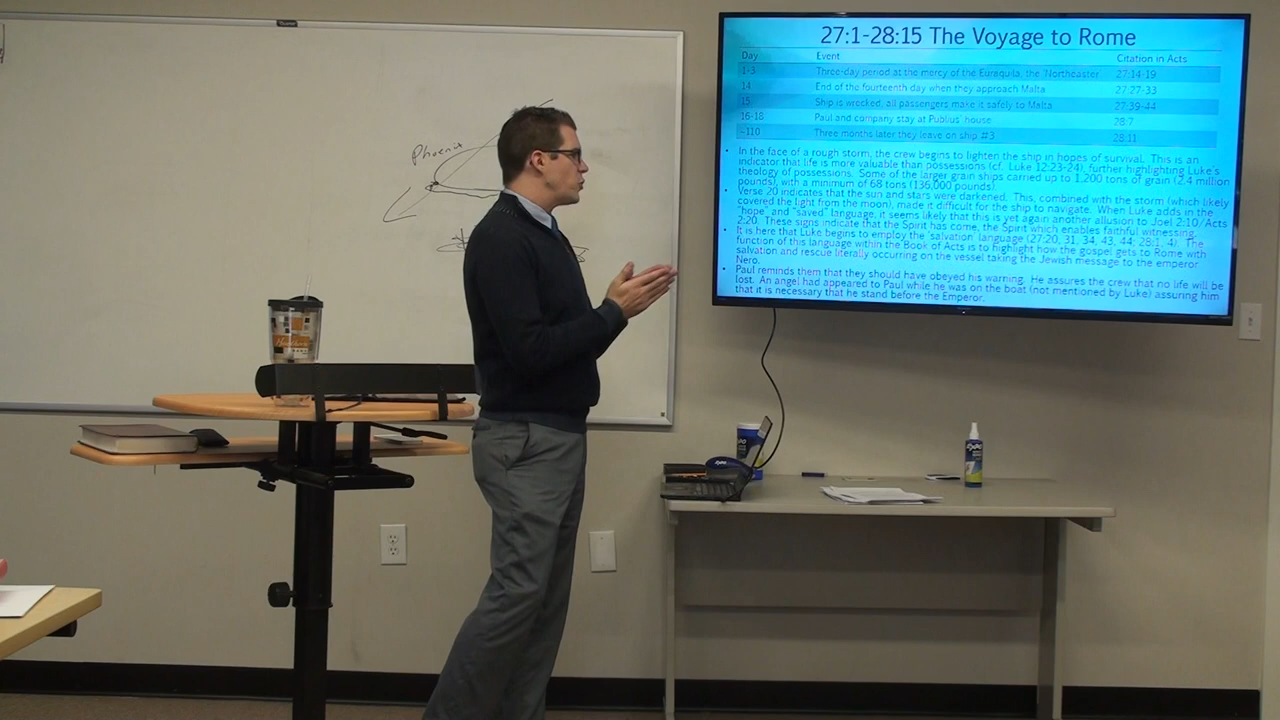 27:1-28:15 The Voyage to Rome
Day Event Citation in Acts
1-3 Three-day period at the mercy of the Euraquila, the 'Northeaster 27:14-19
14 End of the fourteenth day when they approach Malta 27:27-33
15 Ship is wrecked, all passengers make it safely to Malta 27:39-44
16-18 Paul and company stay at Publius' house 28:7
~110 Three months later they leave on ship #3 28:11
• In the face of a rough storm, the crew begins to lighten the ship in hopes of survival. This is an
indicator that life is more valuable than possessions (cf. Luke 12:23-24), further highlighting Luke's
theology of possessions. Some of the larger grain ships carried up to 1,200 tons of grain (2.4 million
pounds), with a minimum of 68 tons (136,000 pounds).
• Verse 20 indicates that the sun and stars were darkened. This, combined with the storm (which likely
covered the light from the moon), made it difficult for the ship to navigate. When Luke adds in the
"hope" and "saved" language, it seems likely that this is yet again another allusion to Joel 2:10/Acts
2:20. These signs indicate that the Spirit has come, the Spirit which enables faithful witnessing.
• It is here that Luke begins to employ the 'salvation' language (27:20, 31, 34, 43, 44; 28:1, 4). The
function of this language within the Book of Acts is to highlight how the gospel gets to Rome with
salvation and rescue literally occurring on the vessel taking the Jewish message to the emperor
Nero.
• Paul reminds them that they should have obeyed his warning. He assures the crew that no life will be
lost. An angel had appeared to Paul while he was on the boat (not mentioned by Luke) assuring him
that it is necessary that he stand before the Emperor.
Phoenix